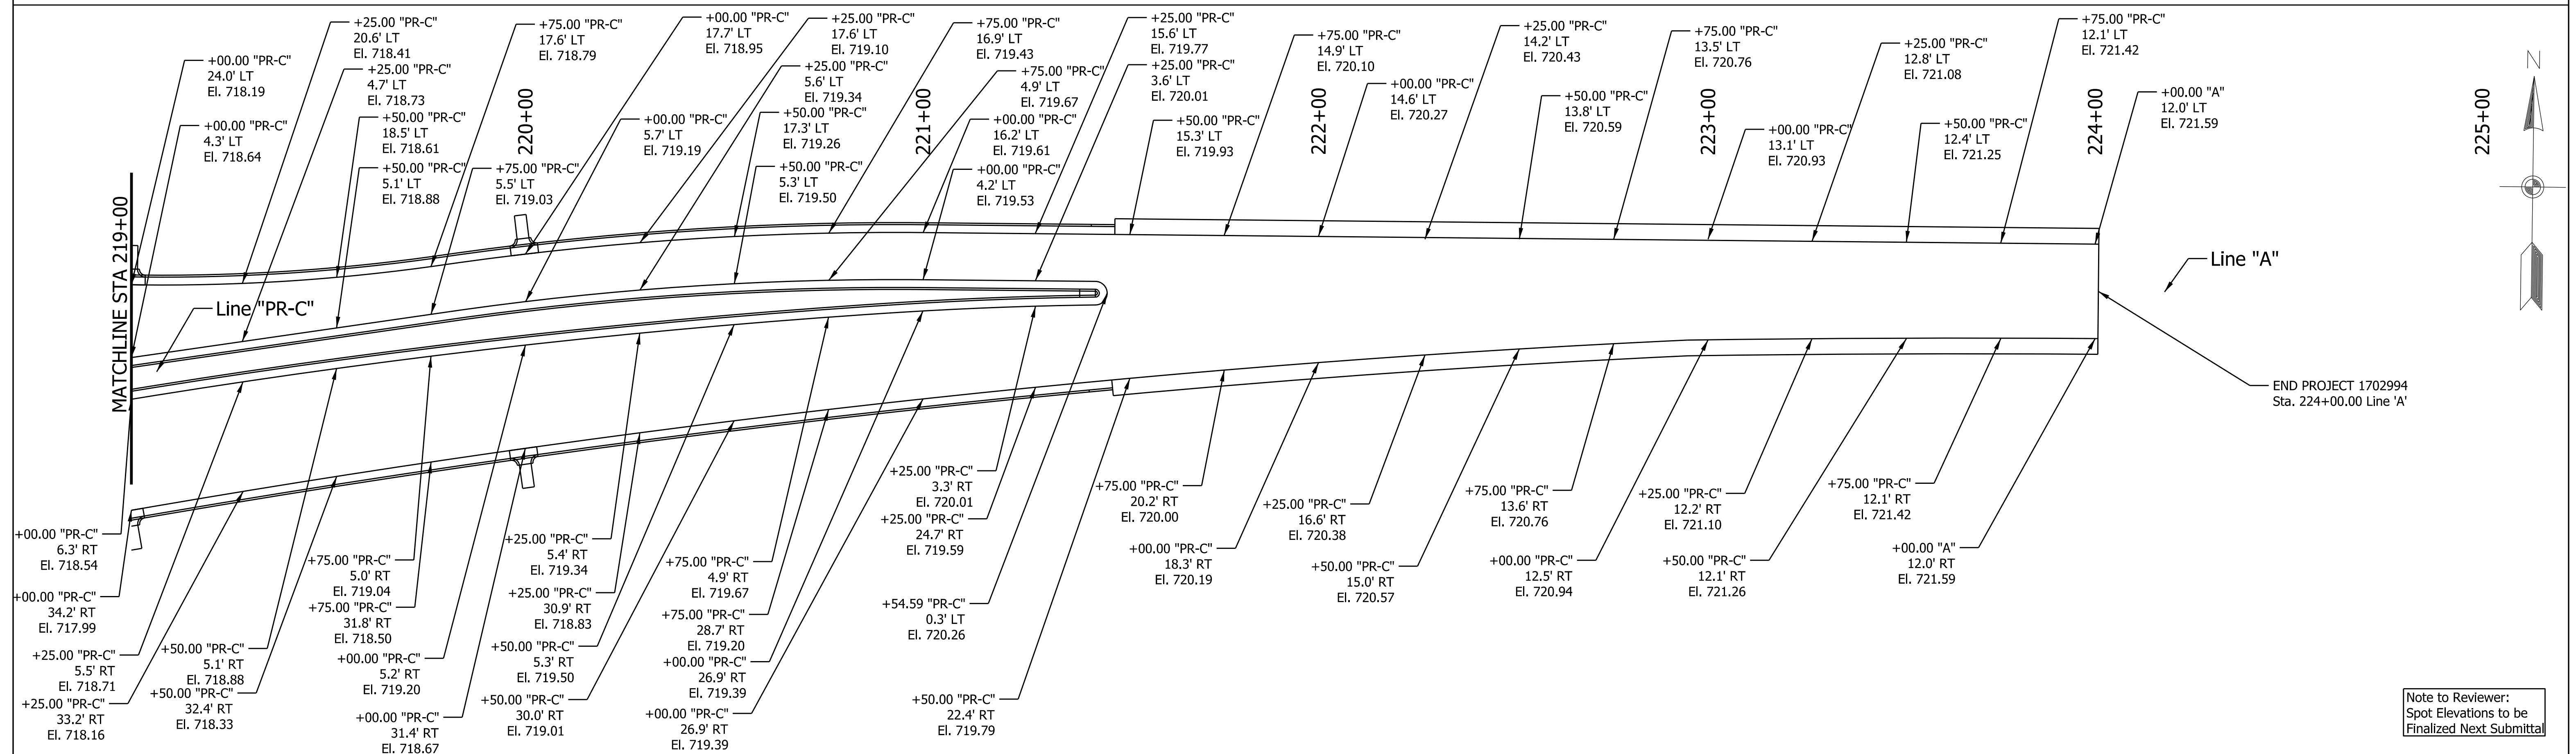 +00.00 "PR-C"
24.0' LT
El. 718.19
+00.00 "PR-C"
4.3' LT
El. 718.64
+25.00 "PR-C"
20.6' LT
El. 718.41
+25.00 "PR-C"
4.7' LT
El. 718.73
+50.00 "PR-C"
18.5' LT
El. 718.61
+50.00 "PR-C"
5.1' LT
El. 718.88
+75.00 "PR-C"
17.6' LT
El. 718.79
220+00
+75.00 "PR-C"
5.5' LT
El. 719.03
+00.00 "PR-C"
17.7' LT
El. 718.95
+00.00 "PR-C"
5.7' LT
El. 719.19
+25.00 "PR-C"
17.6' LT
El. 719.10
+25.00 "PR-C"
5.6' LT
El. 719.34
+50.00 "PR-C"
17.3' LT
El. 719.26
+50.00 "PR-C"
5.3' LT
El. 719.50
+75.00 "PR-C"
16.9' LT
El. 719.43
221+00
+75.00 "PR-C"
4.9' LT
El. 719.67
+00.00 "PR-C"
16.2' LT
El. 719.61
+00.00 "PR-C"
4.2' LT
El. 719.53
+25.00 "PR-C"
15.6' LT
El. 719.77
+25.00 "PR-C"
3.6' LT
El. 720.01
+50.00 "PR-C"
15.3' LT
El. 719.93
+75.00 "PR-C"
14.9' LT
El. 720.10
222+00
+00.00 "PR-C"
14.6' LT
El. 720.27
+25.00 "PR-C"
14.2' LT
El. 720.43
+50.00 "PR-C"
13.8' LT
El. 720.59
+75.00 "PR-C"
13.5' LT
El. 720.76
223+00
+00.00 "PR-C"
13.1' LT
El. 720.93
+25.00 "PR-C"
12.8' LT
El. 721.08
+50.00 "PR-C"
12.4' LT
El. 721.25
+75.00 "PR-C"
12.1' LT
El. 721.42
224+00
+00.00 "A"
12.0' LT
El. 721.59
225+00
N
MATCHLINE STA 219+00
Line "PR-C"
Line "A"
END PROJECT 1702994
Sta. 224+00.00 Line 'A'
+00.00 "PR-C"
6.3' RT
El. 718.54
+00.00 "PR-C"
34.2' RT
El. 717.99
+25.00 "PR-C"
5.5' RT
El. 718.71
+25.00 "PR-C"
33.2' RT
El. 718.16
+50.00 "PR-C"
5.1' RT
El. 718.88
+50.00 "PR-C"
32.4' RT
El. 718.33
+75.00 "PR-C"
5.0' RT
El. 719.04
+75.00 "PR-C"
31.8' RT
El. 718.50
+00.00 "PR-C"
5.2' RT
El. 719.20
+00.00 "PR-C"
31.4' RT
El. 718.67
+25.00 "PR-C"
5.4' RT
El. 719.34
+25.00 "PR-C"
30.9' RT
El. 718.83
+50.00 "PR-C"
5.3' RT
El. 719.50
+50.00 "PR-C"
30.0' RT
El. 719.01
+75.00 "PR-C"
4.9' RT
El. 719.67
+75.00 "PR-C"
28.7' RT
El. 719.20
+00.00 "PR-C"
26.9' RT
El. 719.39
+00.00 "PR-C"
26.9' RT
El. 719.39
+25.00 "PR-C"
3.3' RT
El. 720.01
+25.00 "PR-C"
24.7' RT
El. 719.59
+54.59 "PR-C"
0.3' LT
El. 720.26
+50.00 "PR-C"
22.4' RT
El. 719.79
+75.00 "PR-C"
20.2' RT
El. 720.00
+00.00 "PR-C"
18.3' RT
El. 720.19
+25.00 "PR-C"
16.6' RT
El. 720.38
+50.00 "PR-C"
15.0' RT
El. 720.57
+75.00 "PR-C"
13.6' RT
El. 720.76
+00.00 "PR-C"
12.5' RT
El. 720.94
+25.00 "PR-C"
12.2' RT
El. 721.10
+50.00 "PR-C"
12.1' RT
El. 721.26
+75.00 "PR-C"
12.1' RT
El. 721.42
+00.00 "A"
12.0' RT
El. 721.59
Note to Reviewer:
Spot Elevations to be
Finalized Next Submittal